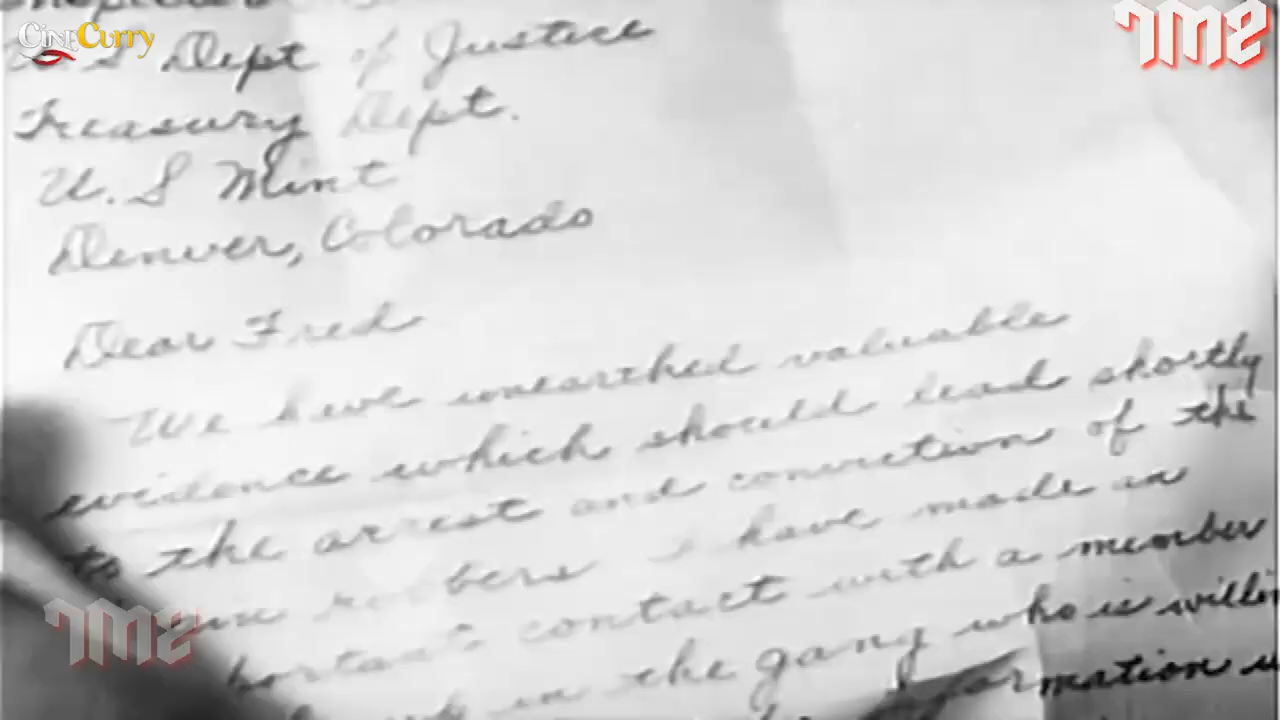 CineCurry
U.S Dept of Justice
Treasury Dept.
U.S Mint
Denver, Colorado
Dear Fred
We have unearthed valuable
evidence which should lead shortly
to the arrest and conviction of the
robbers I have made an
contact with a member
in the gang who is